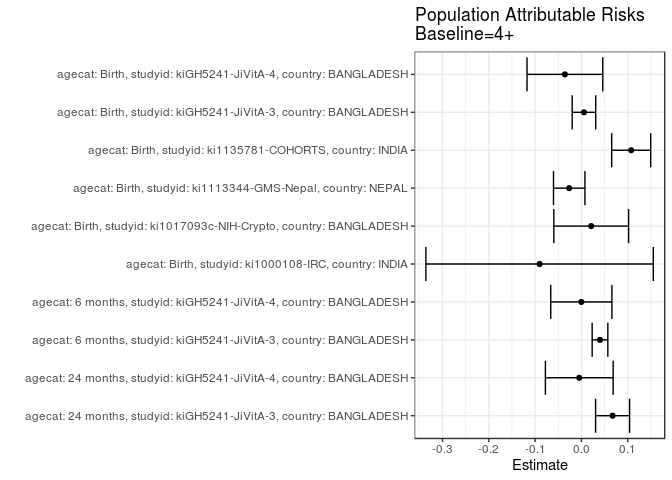 Population Attributable Risks
Baseline=4+
agecat: Birth, studyid: kiGH5241-JiVitA-4, country: BANGLADESH
agecat: Birth, studyid: kiGH5241-JiVitA-3, country: BANGLADESH
agecat: Birth, studyid: ki1135781-COHORTS, country: INDIA
agecat: Birth, studyid: ki1113344-GMS-Nepal, country: NEPAL
agecat: Birth, studyid: ki1017093c-NIH-Crypto, country: BANGLADESH
agecat: Birth, studyid: ki1000108-IRC, country: INDIA
agecat: 6 months, studyid: kiGH5241-JiVitA-4, country: BANGLADESH
agecat: 6 months, studyid: kiGH5241-JiVitA-3, country: BANGLADESH
agecat: 24 months, studyid: kiGH5241-JiVitA-4, country: BANGLADESH
agecat: 24 months, studyid: kiGH5241-JiVitA-3, country: BANGLADESH
-0.3 -0.2 -0.1 0.0 0.1
Estimate